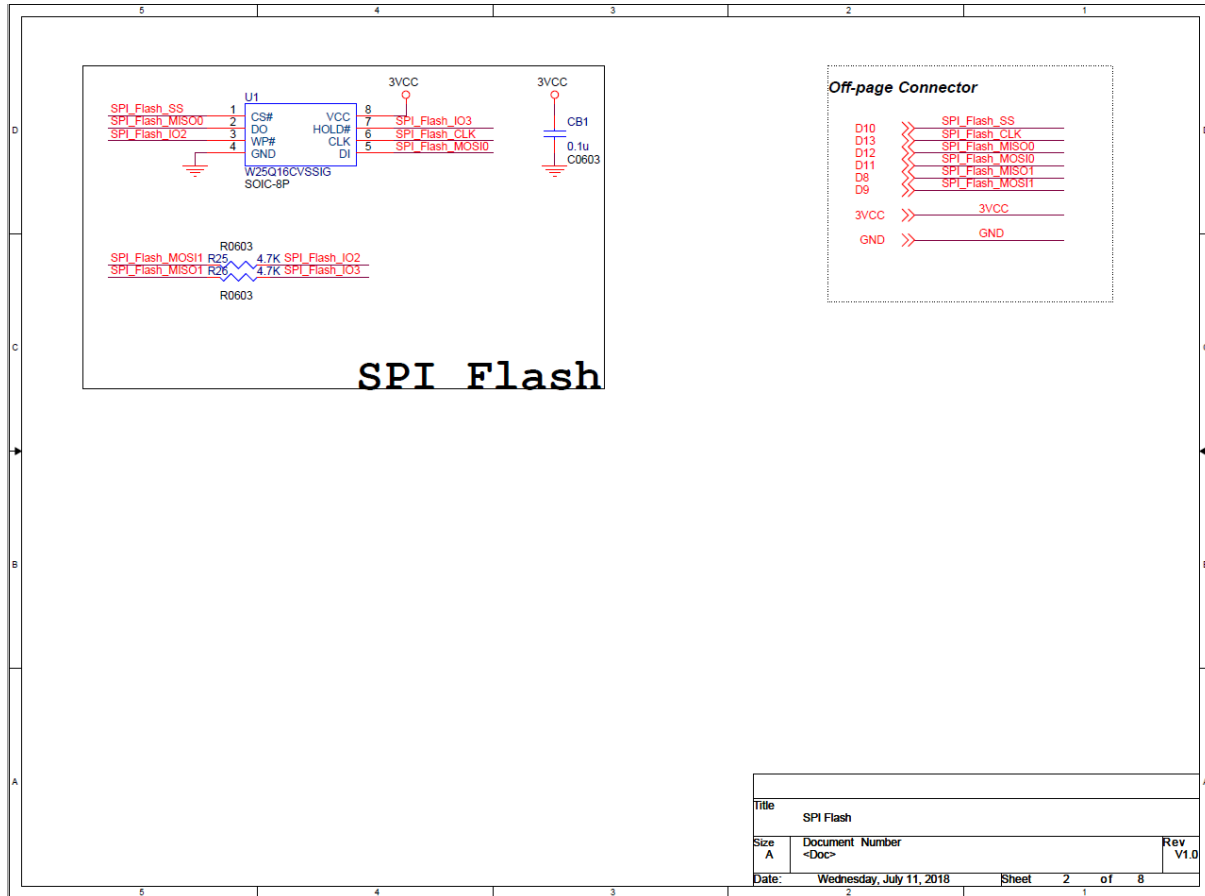 5 4 3 2 1
D
C
B
A
3VCC
3VCC
U1
SPI_Flash_SS 1 CS# VCC 8
SPI_Flash_MISO0 2 DO HOLD# 7 SPI_Flash_IO3
SPI_Flash_IO2 3 WP# CLK 6 SPI_Flash_CLK
4 GND DI 5 SPI_Flash_MOSI0
W25Q16CVSSIG
SOIC-8P
CB1
0.1u
C0603
R0603
SPI_Flash_MOSI1 R25 4.7K SPI_Flash_IO2
SPI_Flash_MISO1 R26 4.7K SPI_Flash_IO3
R0603
SPI Flash
Off-page Connector
D10 SPI_Flash_SS
D13 SPI_Flash_CLK
D12 SPI_Flash_MISO0
D11 SPI_Flash_MOSI0
D8 SPI_Flash_MISO1
D9 SPI_Flash_MOSI1
3VCC 3VCC
GND GND
Title
SPI Flash
Size Document Number Rev
A <Doc> V1.0
Date: Wednesday, July 11, 2018 Sheet 2 of 8
5 4 3 2 1